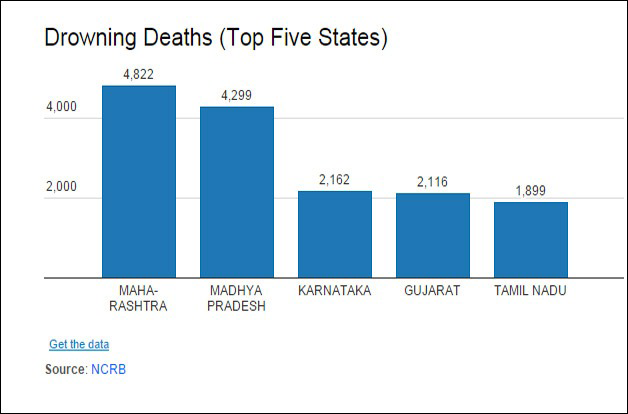 Drowning Deaths (Top Five States)
4,822
4,299
4,000
2,162
2,116
1,899
2,000
MAHA-
RASHTRA
MADHYA
PRADESH
KARNATAKA
GUJARAT
TAMIL NADU
Get the data
Source: NCRB